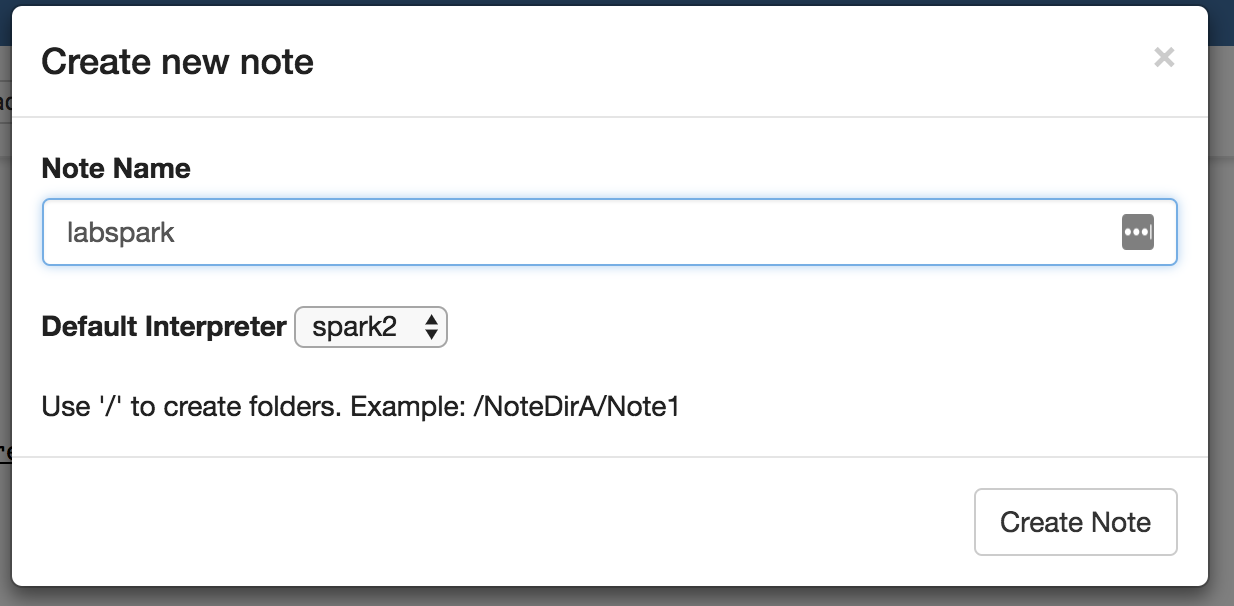 Create new note
×
Note Name
labspark
Default Interpreter spark2
Use '/' to create folders. Example: /NoteDirA/Note1
Create Note